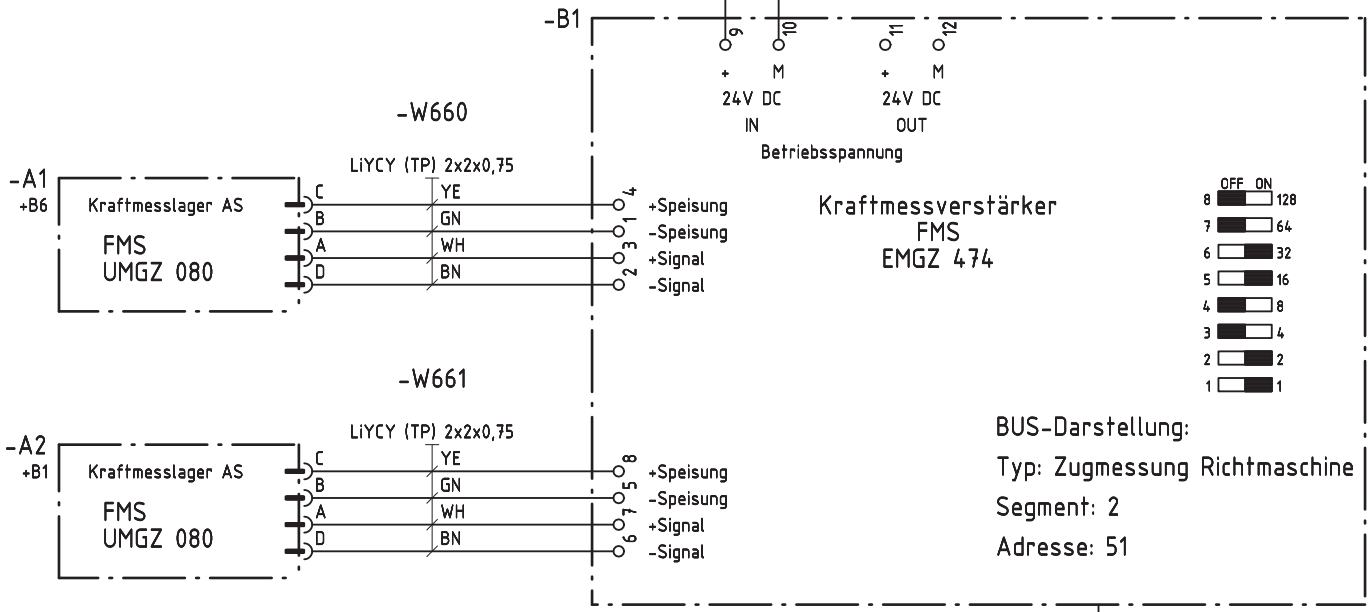 -B1
9 10 11 12
+ M + M
24V DC 24V DC
IN OUT
Betriebsspannung
-W660
LiYCY (TP) 2x2x0,75
-A1
+B6
Kraftmesslager AS
FMS
UMGZ 080
C YE 4 +Speisung
B GN 1 -Speisung
A WH 3 +Signal
D BN 2 -Signal
Kraftmessverstärker
FMS
EMGZ 474
OFF ON
8 128
7 64
6 32
5 16
4 8
3 4
2 2
1 1
-W661
LiYCY (TP) 2x2x0,75
-A2
+B1
Kraftmesslager AS
FMS
UMGZ 080
C YE 8 +Speisung
B GN 5 -Speisung
A WH 7 +Signal
D BN 6 -Signal
BUS-Darstellung:
Typ: Zugmessung Richtmaschine
Segment: 2
Adresse: 51